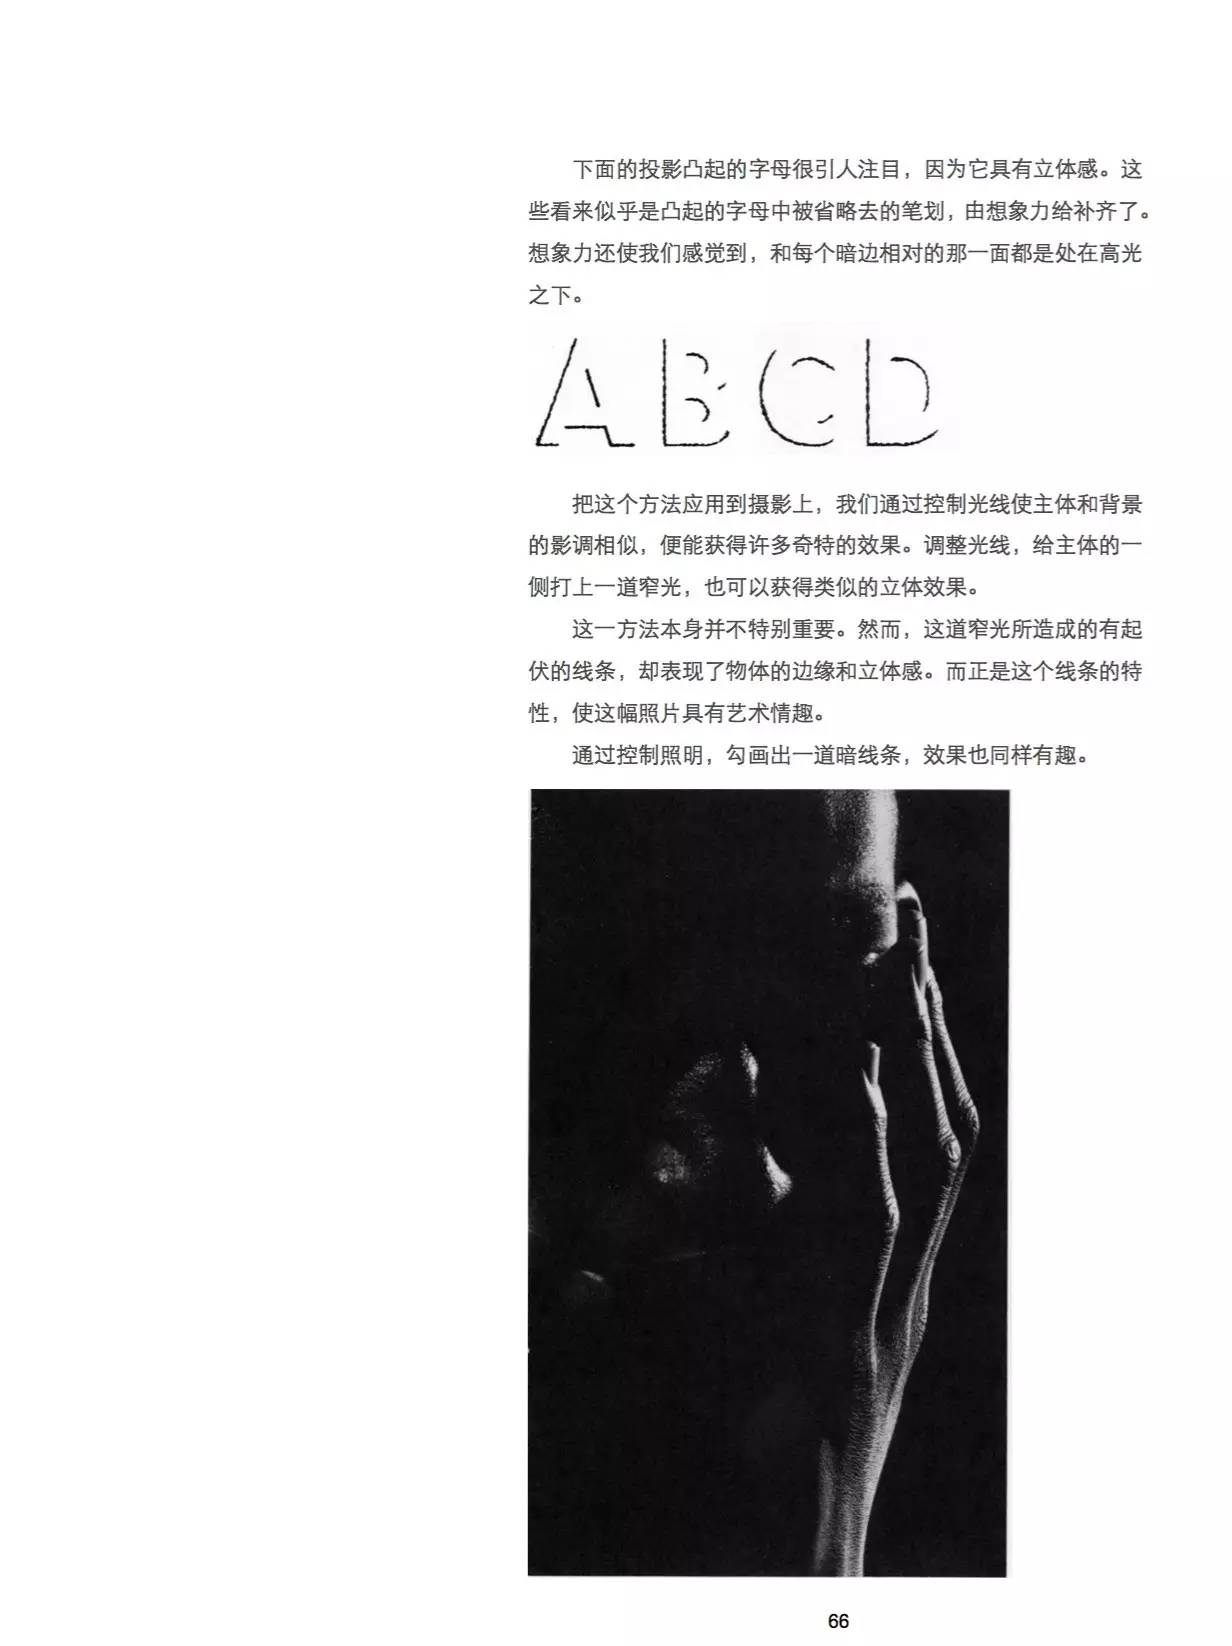 下面的投影凸起的字母很引人注目，因为它具有立体感。这
些看来似乎是凸起的字母中被省略去的笔划，由想象力给补齐了。
想象力还使我们感觉到，和每个暗边相对的那一面都是处在高光
之下。
ABCD
把这个方法应用到摄影上，我们通过控制光线使主体和背景
的影调相似，便能获得许多奇特的效果。调整光线，给主体的一
侧打上一道窄光，也可以获得类似的立体效果。
这一方法本身并不特别重要。然而，这道窄光所造成的有起
伏的线条，却表现了物体的边缘和立体感。而正是这个线条的特
性，使这幅照片具有艺术情趣。
通过控制照明，勾画出一道暗线条，效果也同样有趣。
66